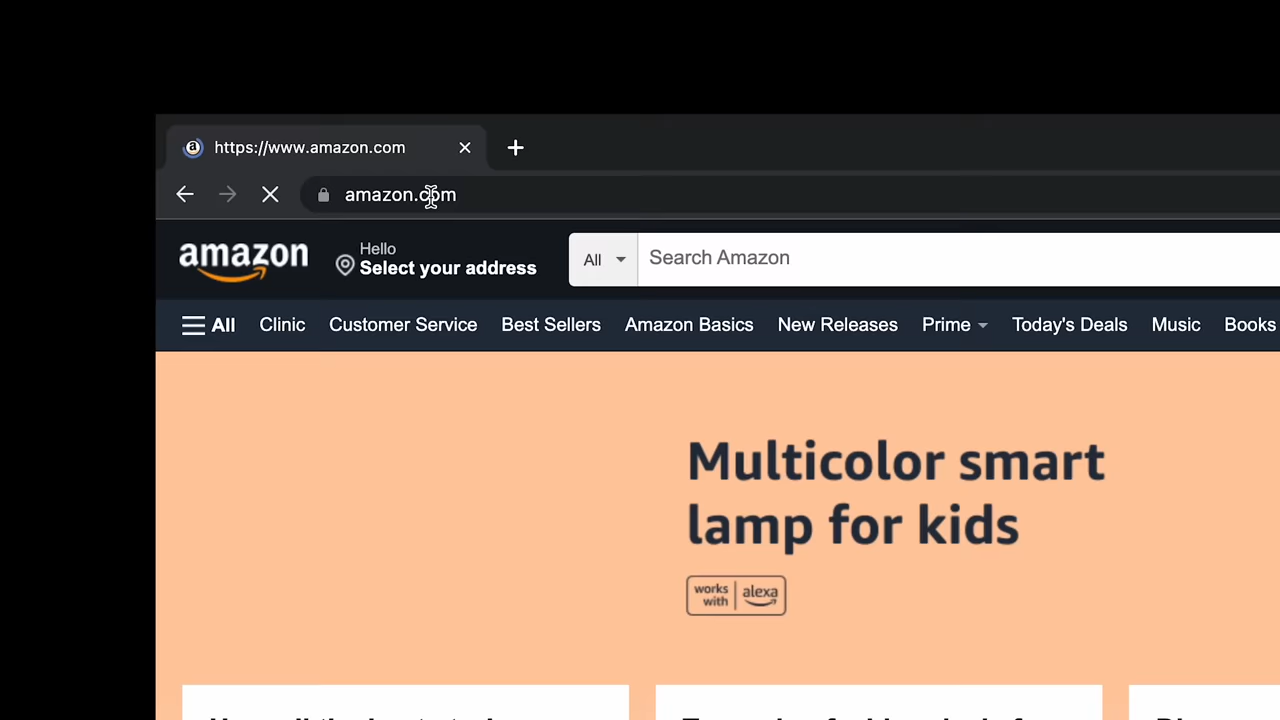 https://www.amazon.com
amazon.com
amazon
Hello
Select your address
All
Search Amazon
All Clinic Customer Service Best Sellers Amazon Basics New Releases Prime Today's Deals Music Books
Multicolor smart
lamp for kids
works with alexa